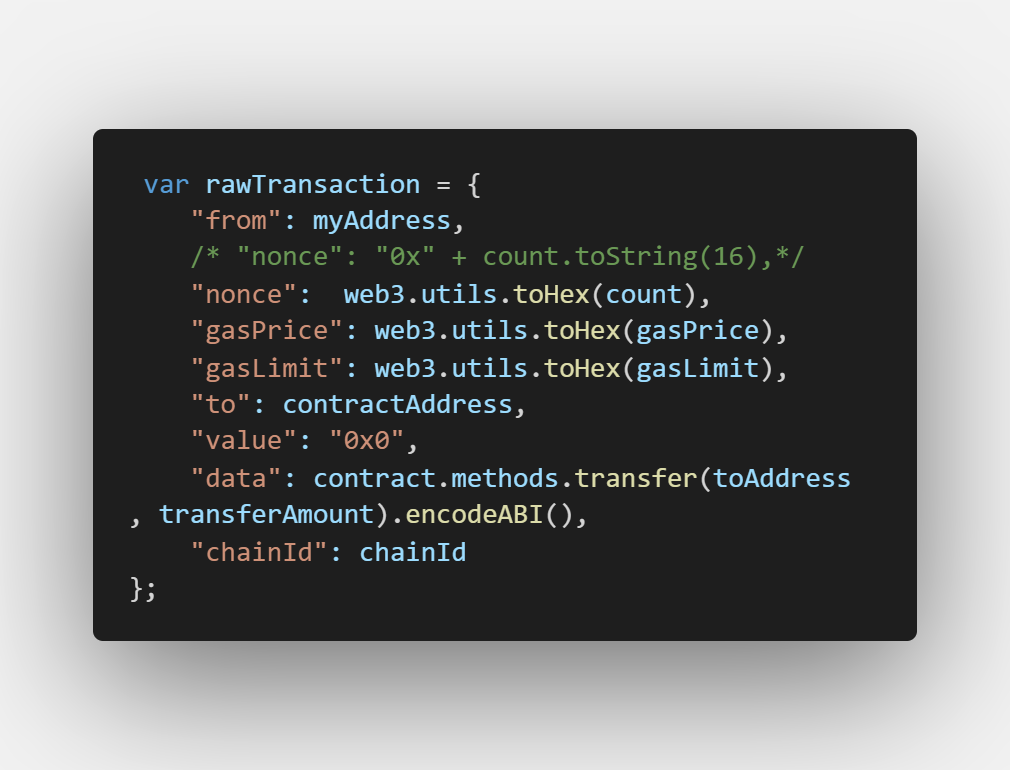 var rawTransaction = {
"from": myAddress,
/* "nonce": "0x" + count.toString(16),*/
"nonce":  web3.utils.toHex(count),
"gasPrice": web3.utils.toHex(gasPrice),
"gasLimit": web3.utils.toHex(gasLimit),
"to": contractAddress,
"value": "0x0",
"data": contract.methods.transfer(toAddress
, transferAmount).encodeABI(),
"chainId": chainId
};